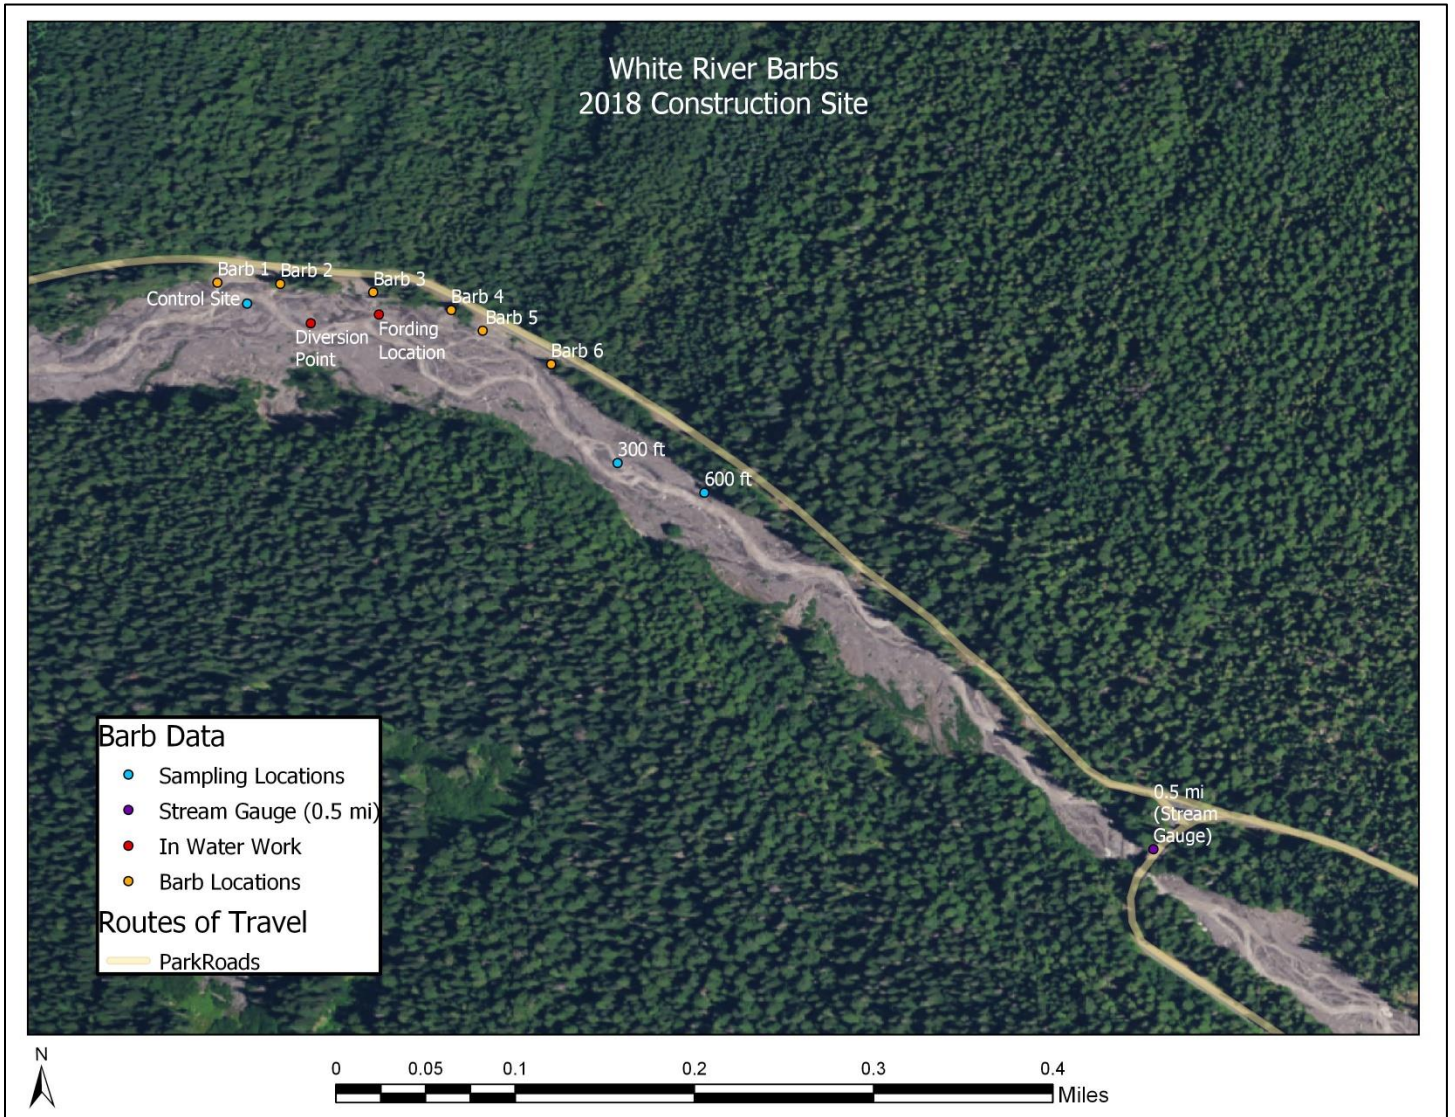 White River Barbs
2018 Construction Site
Barb 1
Barb 2
Barb 3
Control Site
Barb 4
Diversion
Point
Fording
Location
Barb 5
Barb 6
300 ft
600 ft
0.5 mi
(Stream
Gauge)
Barb Data
Sampling Locations
Stream Gauge (0.5 mi)
In Water Work
Barb Locations
Routes of Travel
ParkRoads
N
0 0.05 0.1 0.2 0.3 0.4
Miles